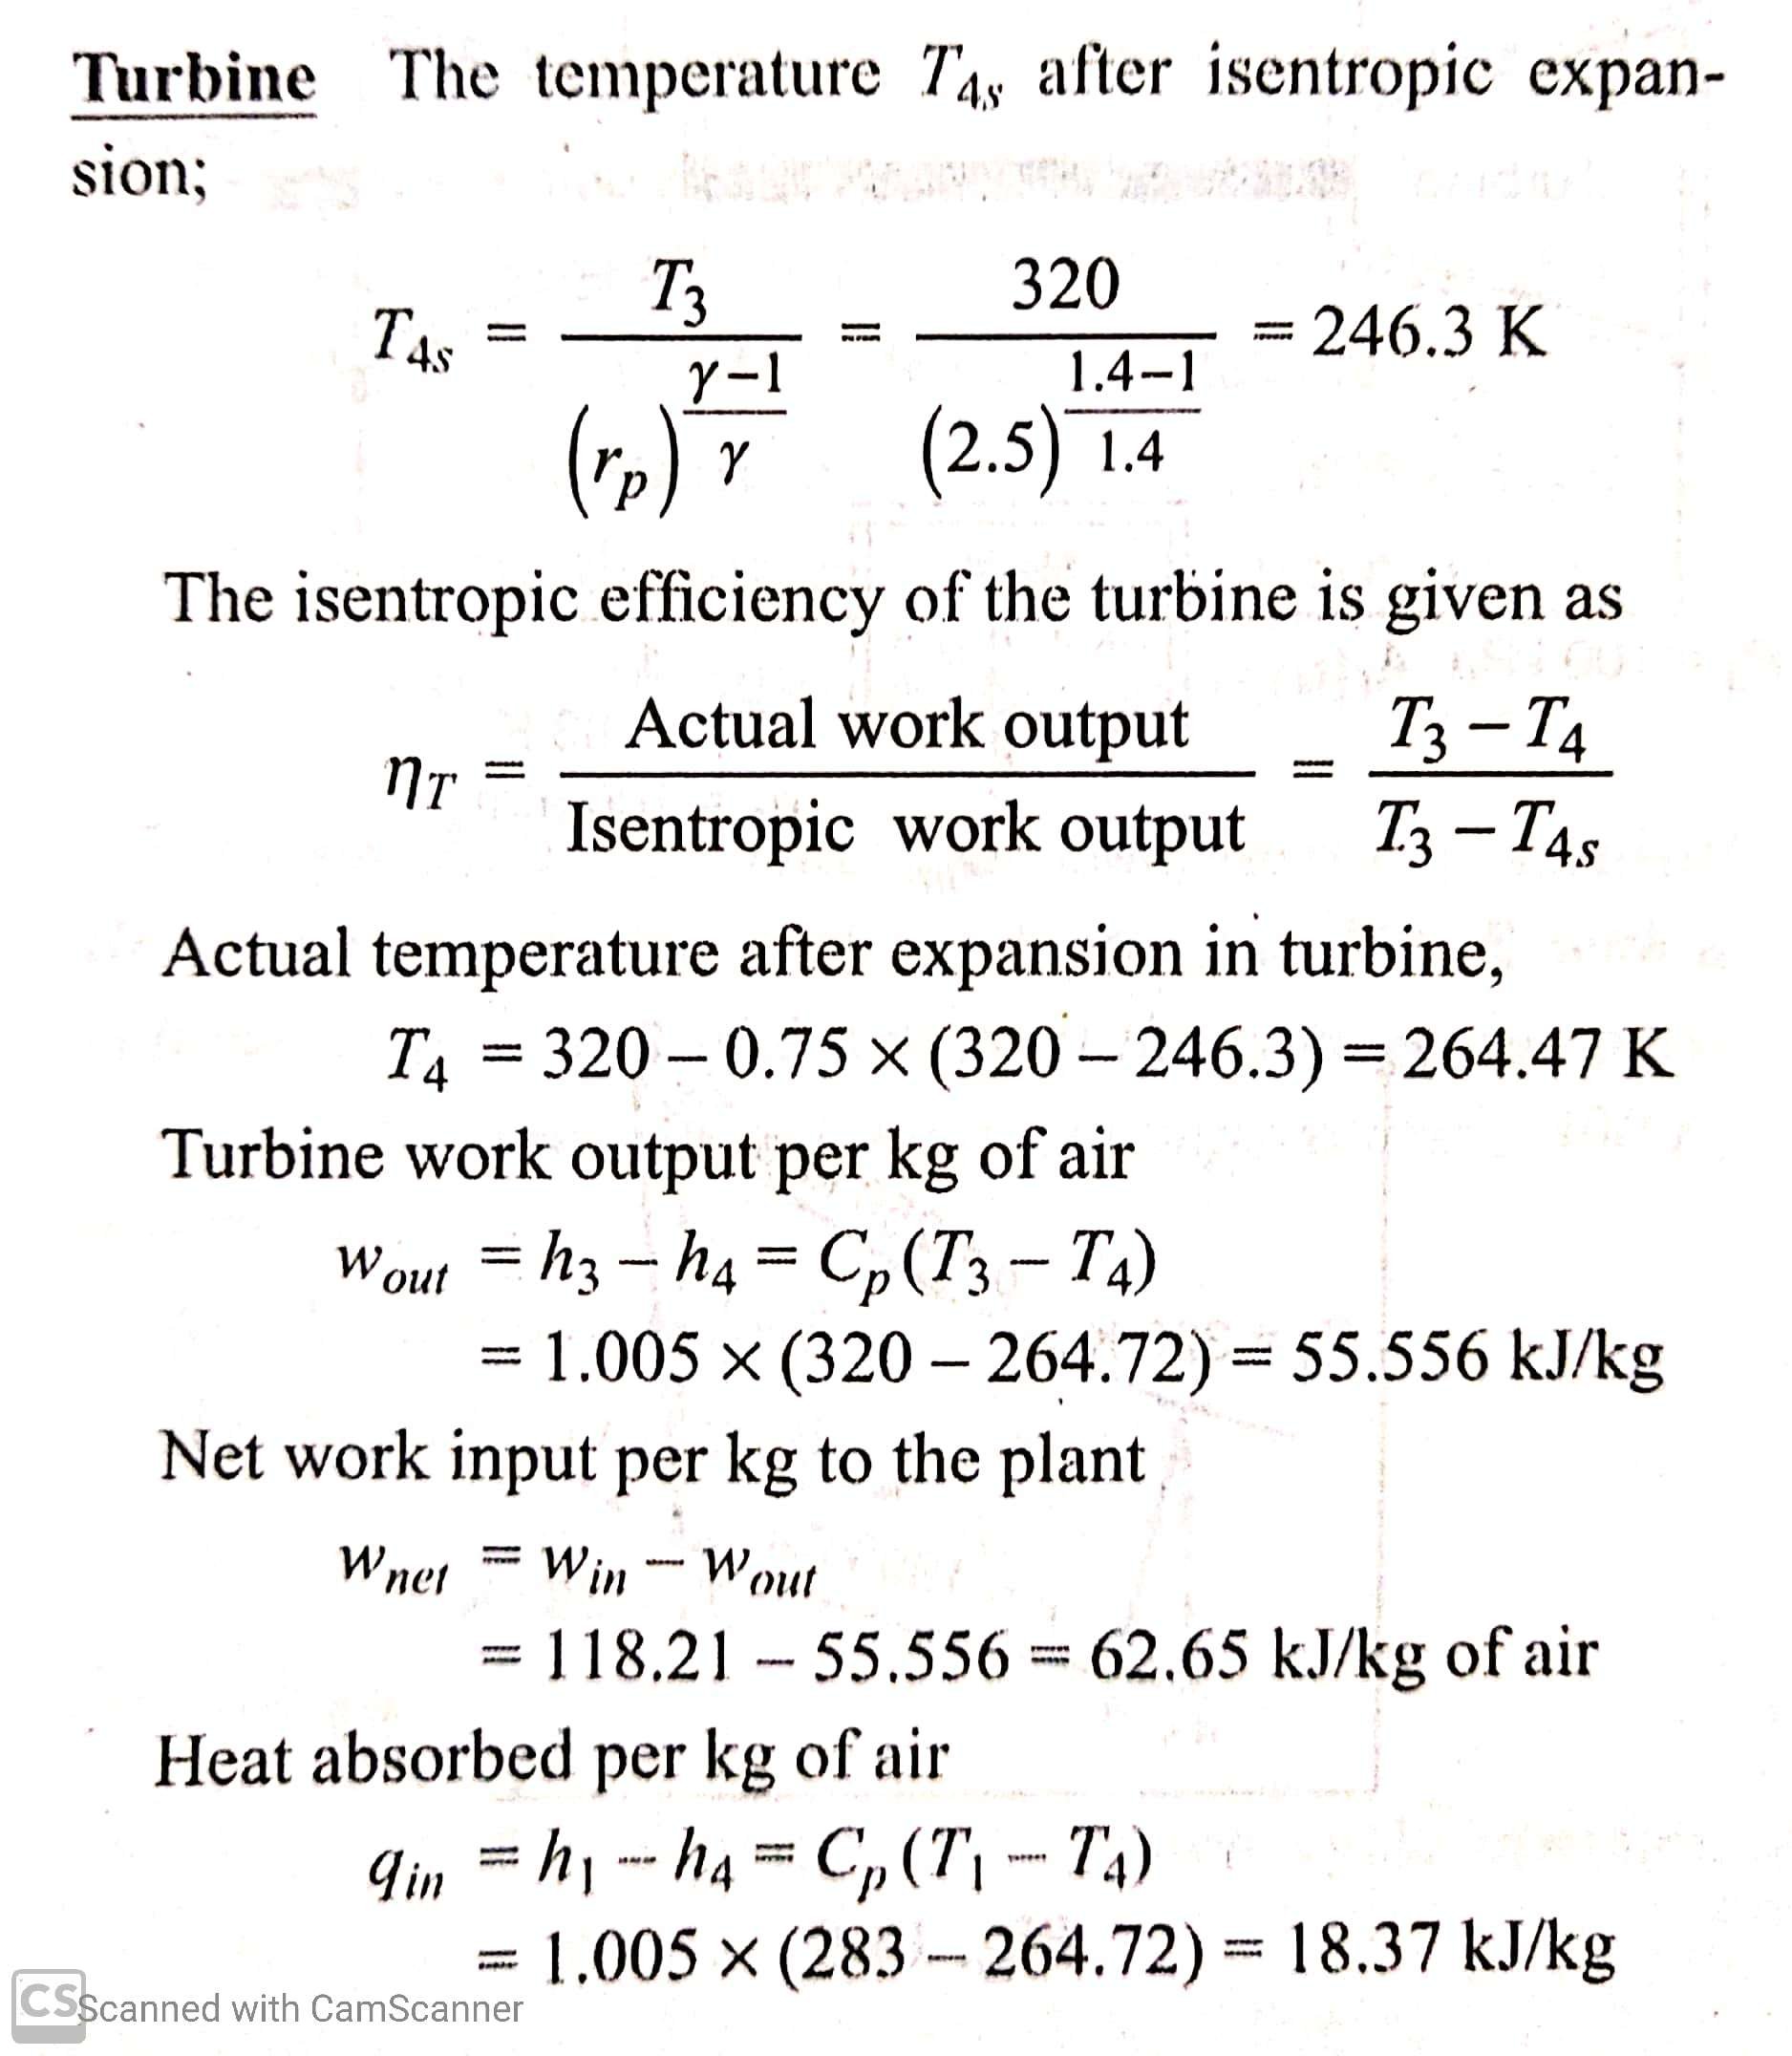 Turbine The temperature T4s after isentropic expan-
sion;
T4s = T3 / (rp)^((γ−1)/γ) = 320 / (2.5)^((1.4−1)/1.4) = 246.3 K
The isentropic efficiency of the turbine is given as
ηT = Actual work output / Isentropic work output = (T3 − T4) / (T3 − T4s)
Actual temperature after expansion in turbine,
T4 = 320 − 0.75 × (320 − 246.3) = 264.47 K
Turbine work output per kg of air
wout = h3 − h4 = Cp(T3 − T4)
= 1.005 × (320 − 264.72) = 55.556 kJ/kg
Net work input per kg to the plant
wnet = win − wout
= 118.21 − 55.556 = 62.65 kJ/kg of air
Heat absorbed per kg of air
qin = h1 − h4 = Cp(T1 − T4)
= 1.005 × (283 − 264.72) = 18.37 kJ/kg
CS Scanned with CamScanner